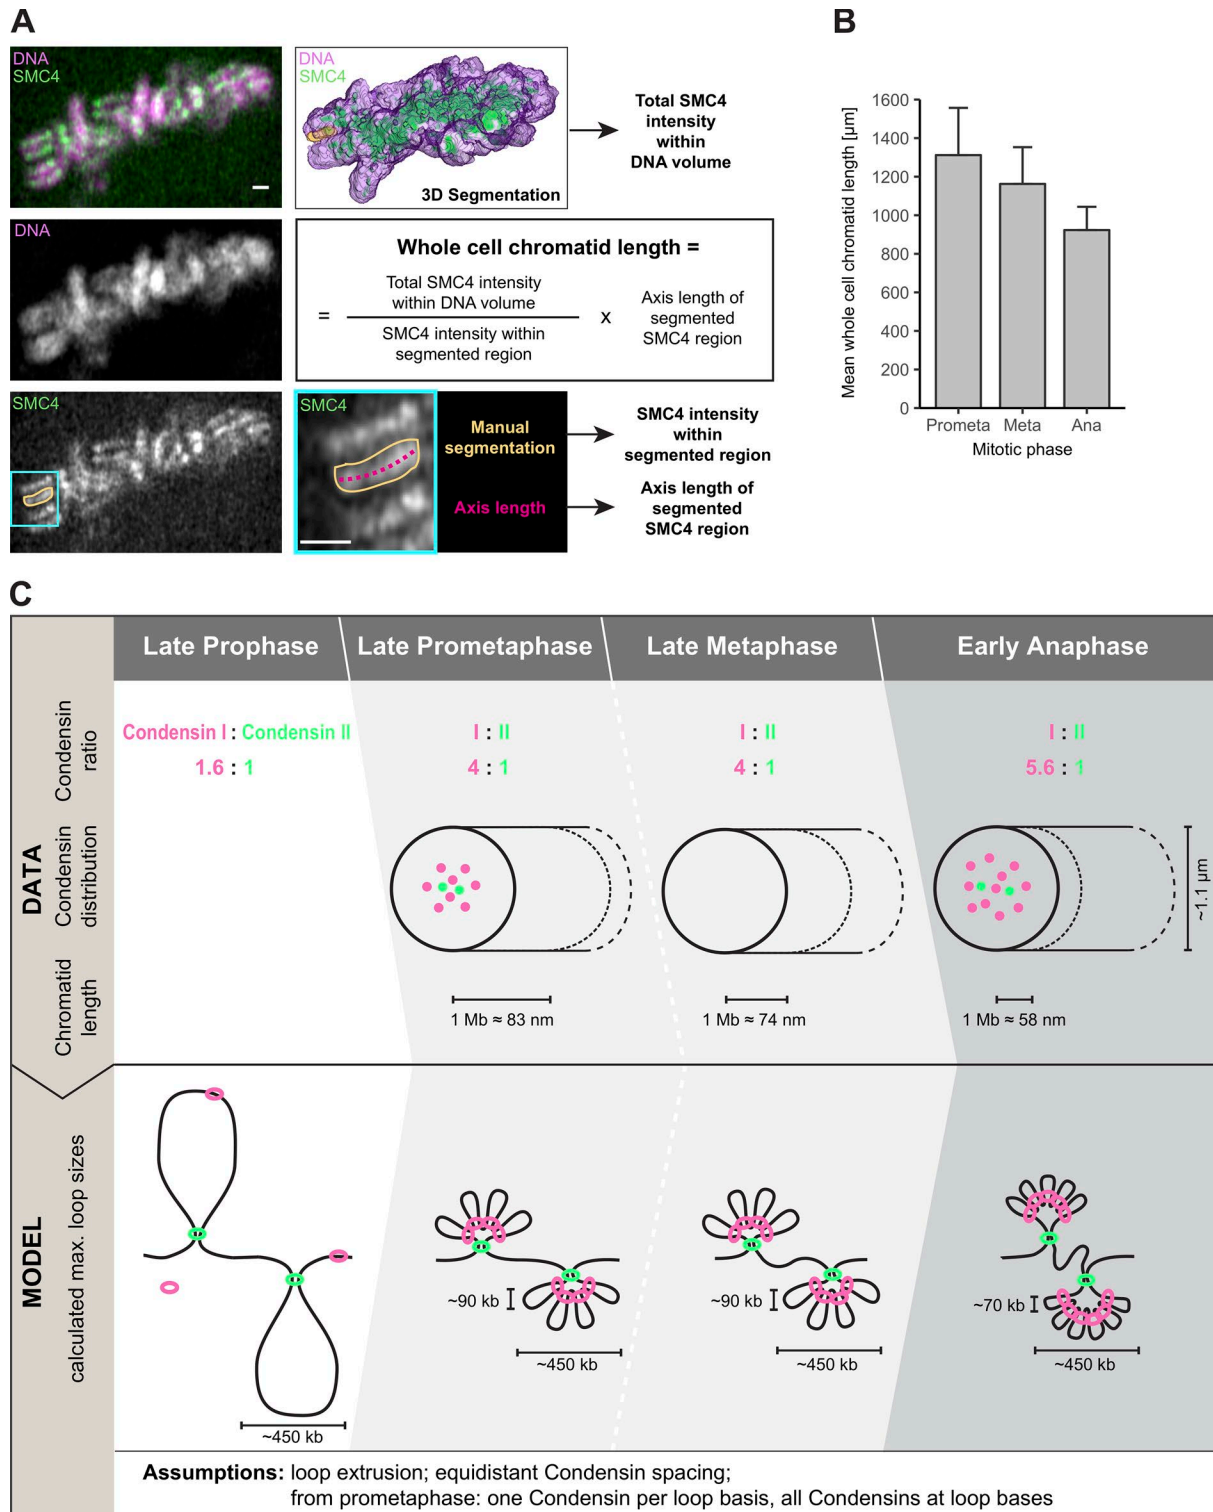 A
DNA
SMC4
DNA
SMC4
3D Segmentation
Total SMC4
intensity
within
DNA volume
DNA
Whole cell chromatid length =
=
Total SMC4 intensity
within DNA volume
SMC4 intensity within
segmented region
x
Axis length of
segmented
SMC4 region
SMC4
SMC4
Manual
segmentation
Axis length
SMC4 intensity
within
segmented region
Axis length of
segmented
SMC4 region
B
Mean whole cell chromatid length [µm]
1600
1400
1200
1000
800
600
400
200
0
Prometa Meta Ana
Mitotic phase
C
Late Prophase Late Prometaphase Late Metaphase Early Anaphase
DATA
Condensin
ratio
Condensin I : Condensin II
1.6 : 1
I : II
4 : 1
I : II
4 : 1
I : II
5.6 : 1
Condensin
distribution
~1.1 µm
Chromatid
length
1 Mb ≈ 83 nm
1 Mb ≈ 74 nm
1 Mb ≈ 58 nm
MODEL
calculated max. loop sizes
~450 kb
~90 kb
~450 kb
~90 kb
~450 kb
~70 kb
~450 kb
Assumptions: loop extrusion; equidistant Condensin spacing;
from prometaphase: one Condensin per loop basis, all Condensins at loop bases